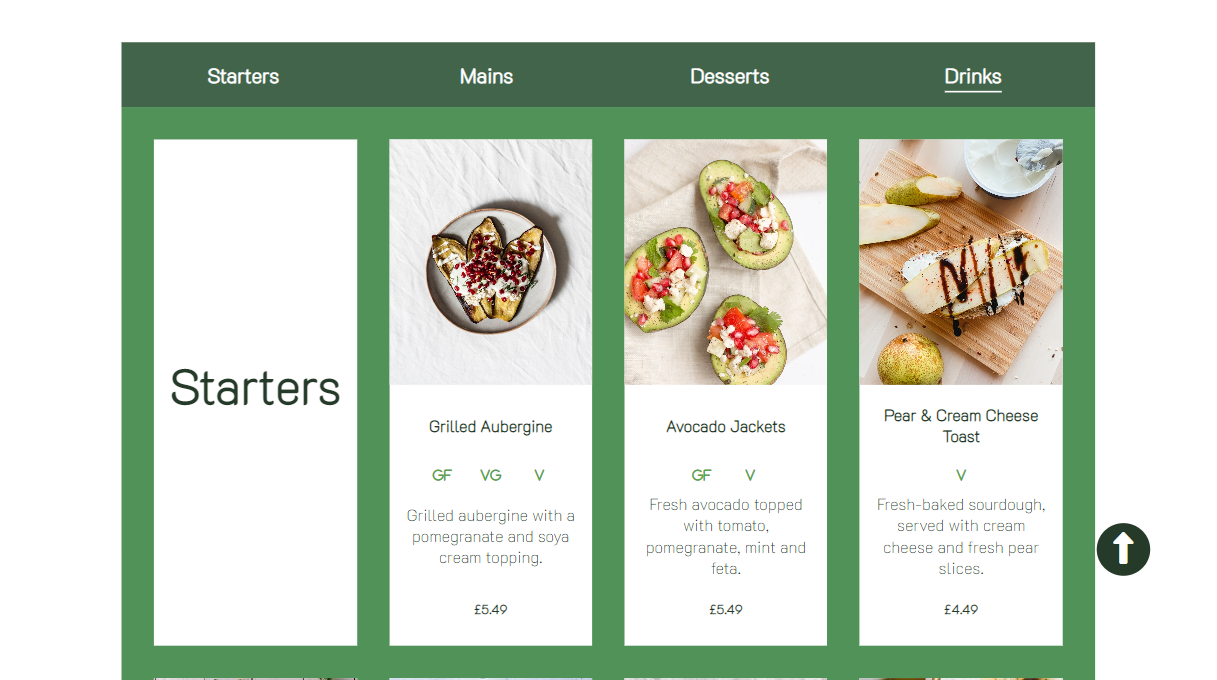 Starters
Mains
Desserts
Drinks
Starters
Grilled Aubergine
GF VG V
Grilled aubergine with a
pomegranate and soya
cream topping.
£5.49
Avocado Jackets
GF V
Fresh avocado topped
with tomato,
pomegranate, mint and
feta.
£5.49
Pear & Cream Cheese
Toast
V
Fresh-baked sourdough,
served with cream
cheese and fresh pear
slices.
£4.49